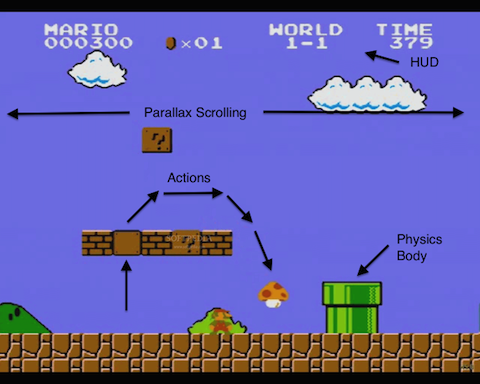 MARIO WORLD TIME
000300 ×01 1-1 379
HUD
Parallax Scrolling
?
Actions
?
Physics
Body